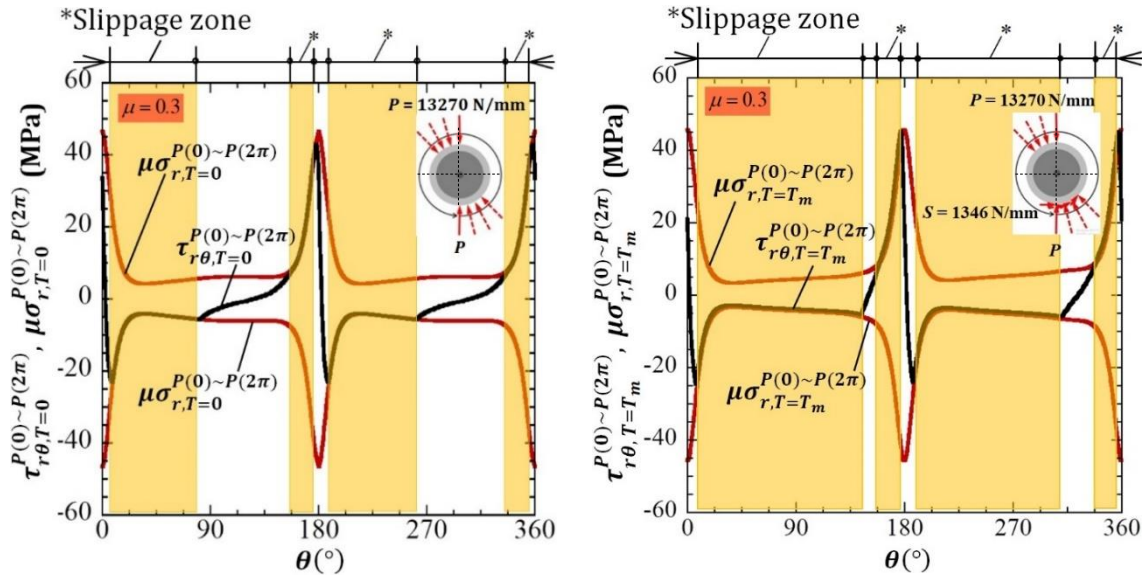 *Slippage zone
*
*
*
60
40
20
0
-20
-40
-60
τ_{rθ,T=0}^{P(0)~P(2π)}, μσ_{r,T=0}^{P(0)~P(2π)} (MPa)
μ = 0.3
P = 13270 N/mm
μσ_{r,T=0}^{P(0)~P(2π)}
τ_{rθ,T=0}^{P(0)~P(2π)}
P
μσ_{r,T=0}^{P(0)~P(2π)}
0 90 180 270 360
θ(°)
*Slippage zone
*
*
*
60
40
20
0
-20
-40
-60
τ_{rθ,T=T_m}^{P(0)~P(2π)}, μσ_{r,T=T_m}^{P(0)~P(2π)} (MPa)
μ = 0.3
P = 13270 N/mm
μσ_{r,T=T_m}^{P(0)~P(2π)}
S = 1346 N/mm
τ_{rθ,T=T_m}^{P(0)~P(2π)}
P
μσ_{r,T=T_m}^{P(0)~P(2π)}
0 90 180 270 360
θ(°)